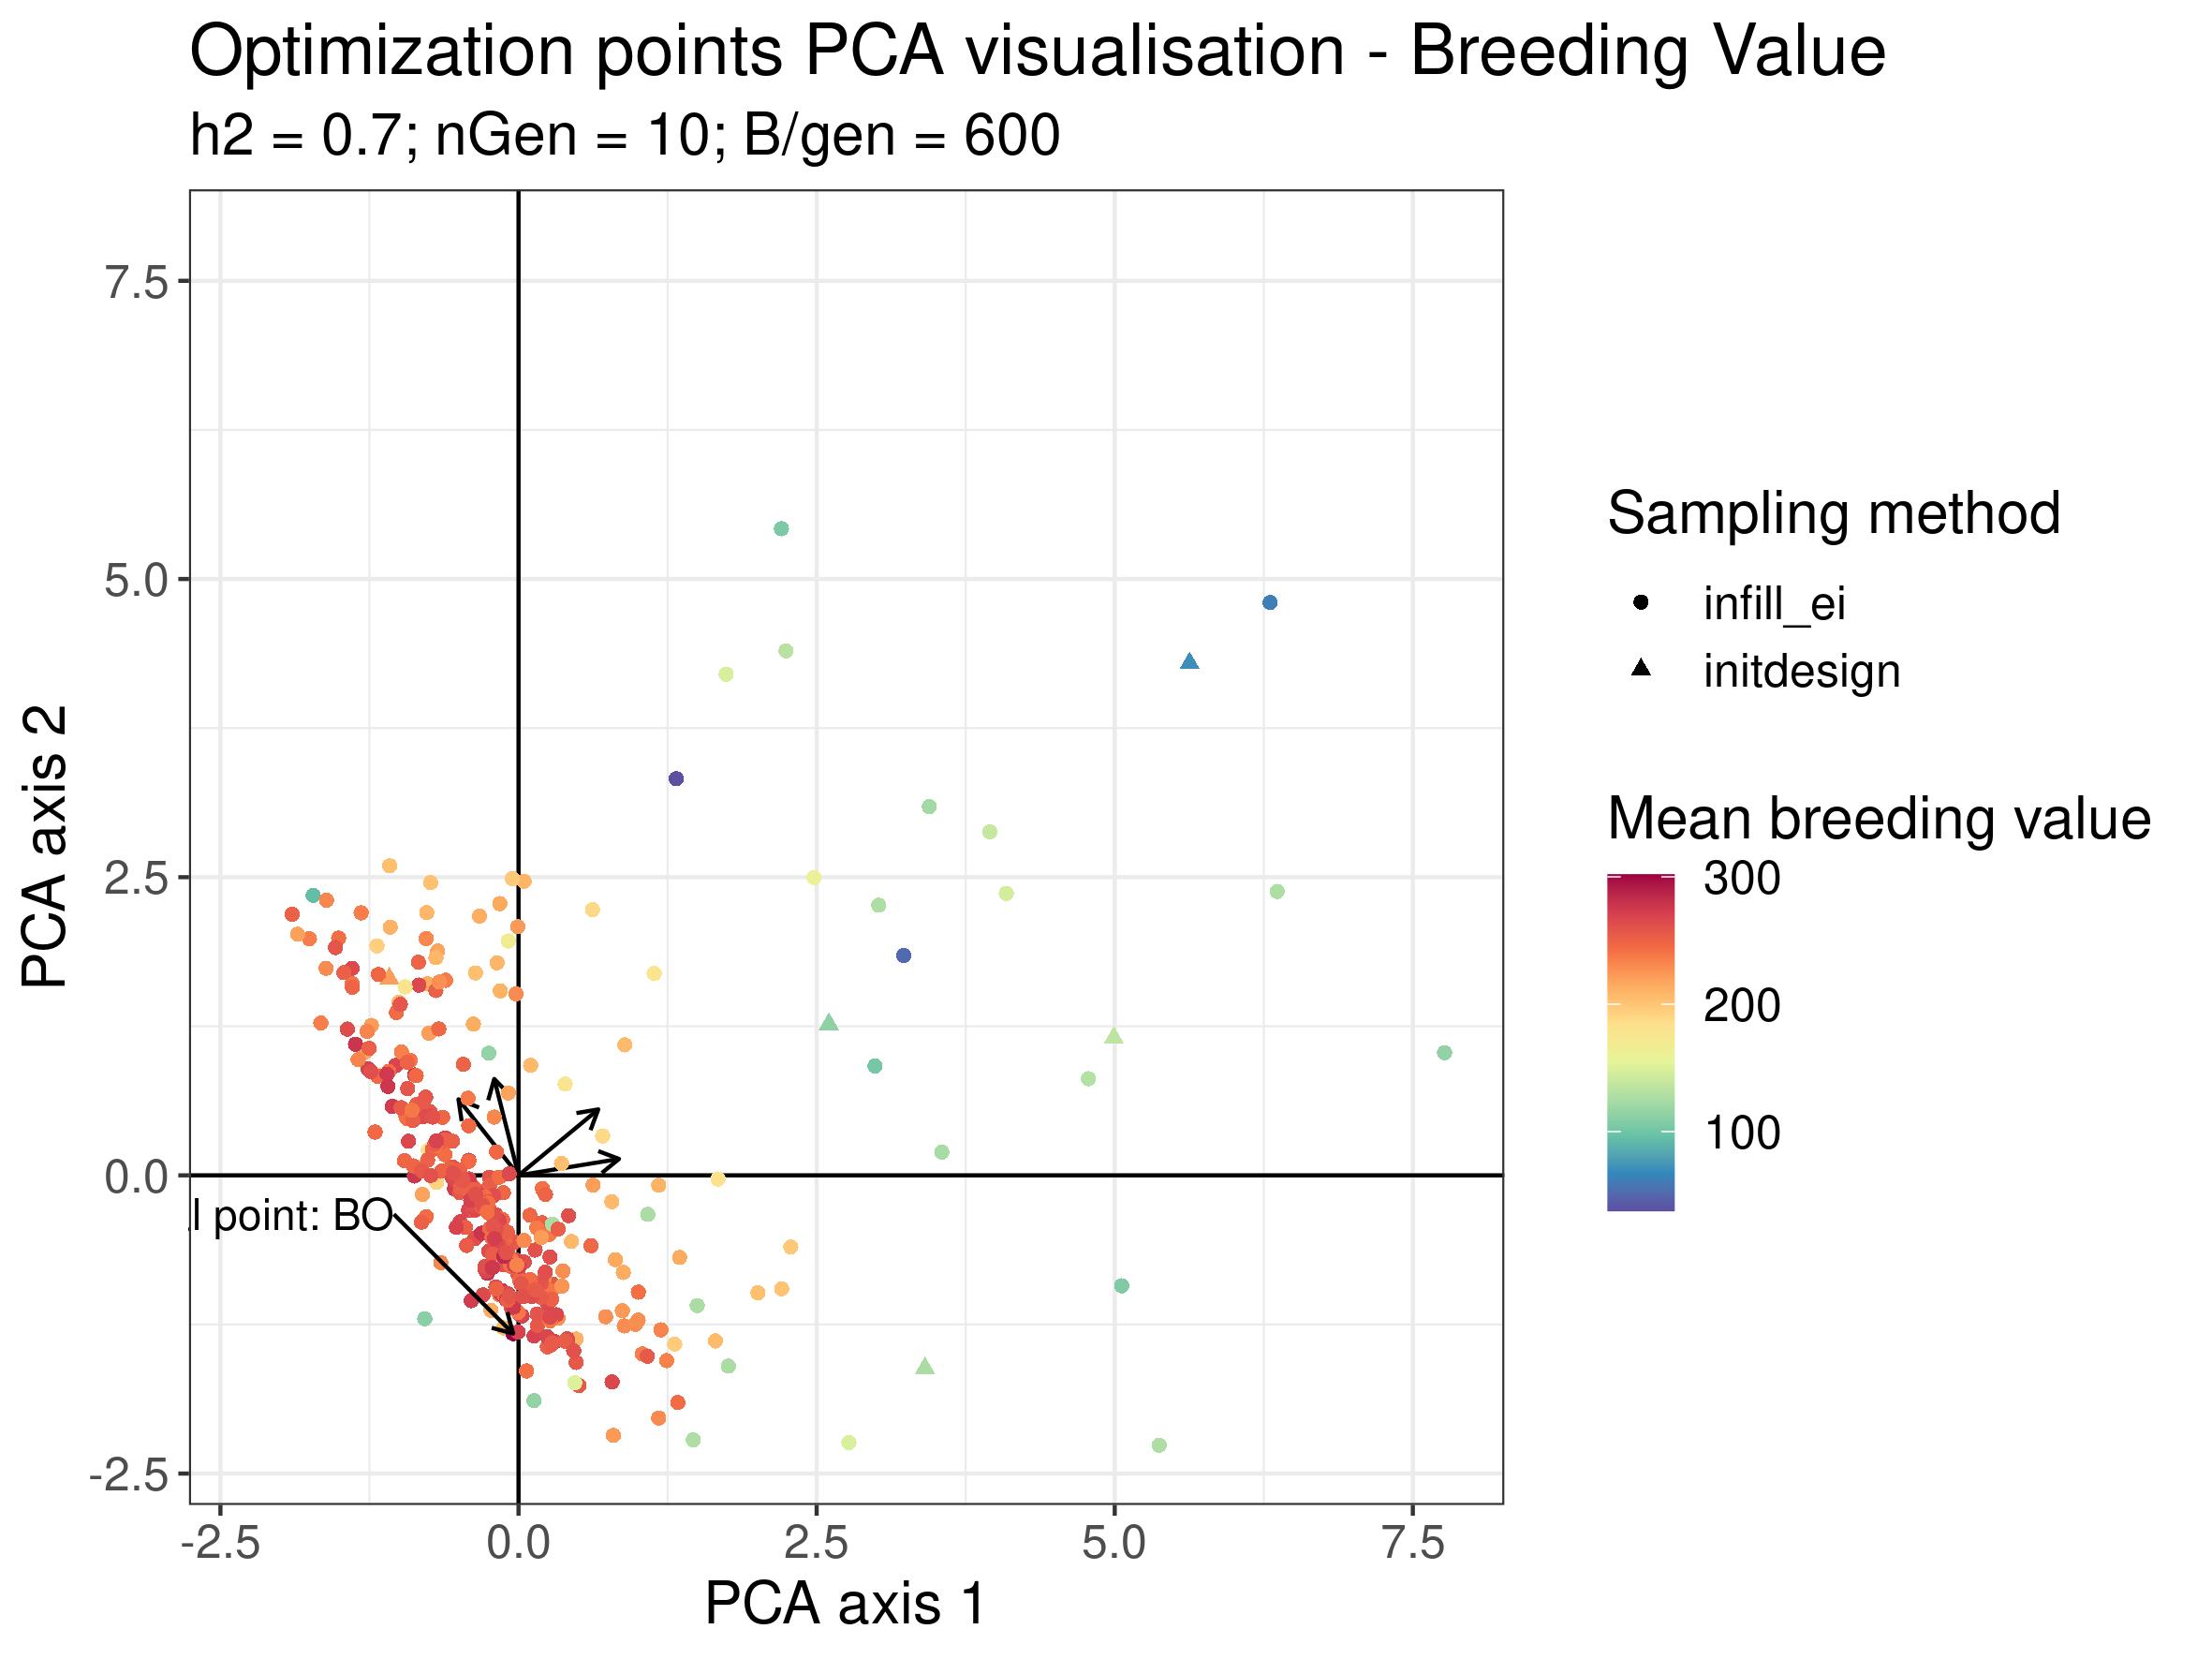 Optimization points PCA visualisation - Breeding Value
h2 = 0.7; nGen = 10; B/gen = 600
PCA axis 2
7.5
5.0
2.5
0.0
-2.5
l point: BO
-2.5 0.0 2.5 5.0 7.5
PCA axis 1
Sampling method
infill_ei
initdesign
Mean breeding value
300
200
100